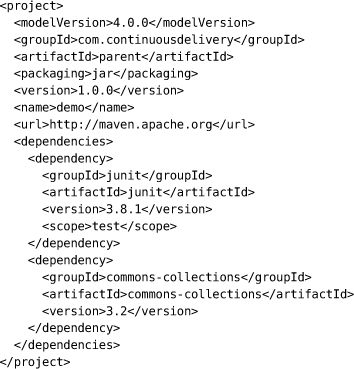 <project>
  <modelVersion>4.0.0</modelVersion>
  <groupId>com.continuousdelivery</groupId>
  <artifactId>parent</artifactId>
  <packaging>jar</packaging>
  <version>1.0.0</version>
  <name>demo</name>
  <url>http://maven.apache.org</url>
  <dependencies>
    <dependency>
      <groupId>junit</groupId>
      <artifactId>junit</artifactId>
      <version>3.8.1</version>
      <scope>test</scope>
    </dependency>
    <dependency>
      <groupId>commons-collections</groupId>
      <artifactId>commons-collections</artifactId>
      <version>3.2</version>
    </dependency>
  </dependencies>
</project>